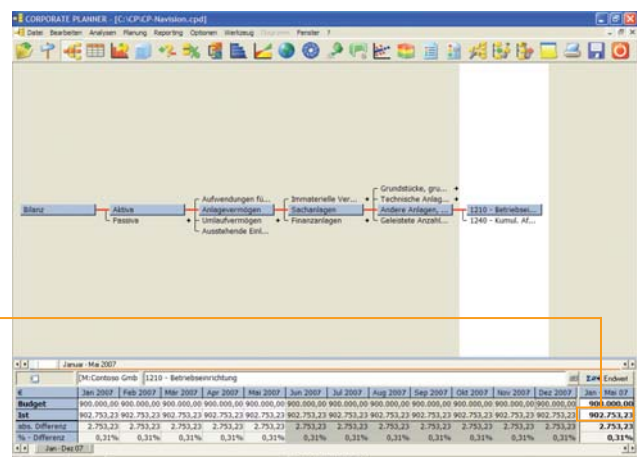 CORPORATE PLANNER - [C:\CP\CP-Navision.cpd]
Datei Bearbeiten Analysen Planung Reporting Optionen Werkzeug Diagramm Fenster ?
Grundstücke, gru...
Aufwendungen fü... Immaterielle Ver... Technische Anlag...
Bilanz Aktiva Anlagevermögen Sachanlagen Andere Anlagen, ... 1210 - Betriebsei...
Passiva Umlaufvermögen Finanzanlagen Geleistete Anzahl... 1240 - Kumul. Af...
Ausstehende Einl...
Januar - Mai 2007
[M:Contoso Gmb 1210 - Betriebseinrichtung Endwert
€ Jan 2007 Feb 2007 Mär 2007 Apr 2007 Mai 2007 Jun 2007 Jul 2007 Aug 2007 Sep 2007 Okt 2007 Nov 2007 Dez 2007 Jan - Mai 07
Budget 900.000,00 900.000,00 900.000,00 900.000,00 900.000,00 900.000,00 900.000,00 900.000,00 900.000,00 900.000,00 900.000,00 900.000,00 900.000,00
Ist 902.753,23 902.753,23 902.753,23 902.753,23 902.753,23 902.753,23 902.753,23 902.753,23 902.753,23 902.753,23 902.753,23 902.753,23 902.753,23
abs. Differenz 2.753,23 2.753,23 2.753,23 2.753,23 2.753,23 2.753,23 2.753,23 2.753,23 2.753,23 2.753,23 2.753,23 2.753,23 2.753,23
% - Differenz 0,31% 0,31% 0,31% 0,31% 0,31% 0,31% 0,31% 0,31% 0,31% 0,31% 0,31% 0,31% 0,31%
Jan-Dez 07